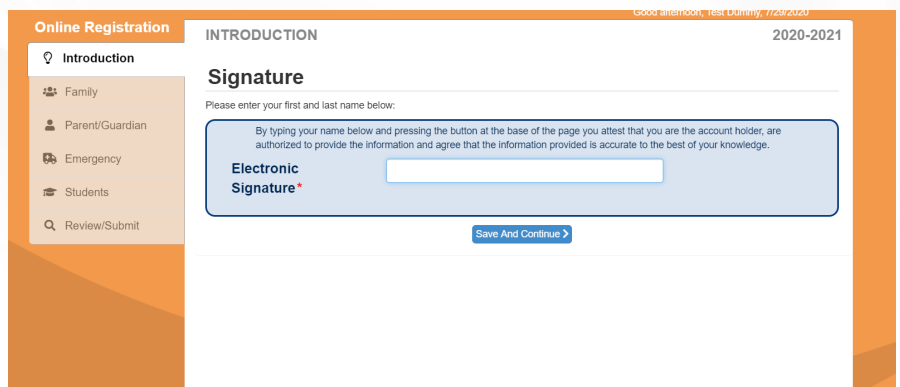 Good afternoon, Test Dummy, 7/29/2020
Online Registration
INTRODUCTION
2020-2021
Introduction
Family
Parent/Guardian
Emergency
Students
Review/Submit
Signature
Please enter your first and last name below:
By typing your name below and pressing the button at the base of the page you attest that you are the account holder, are
authorized to provide the information and agree that the information provided is accurate to the best of your knowledge.
Electronic
Signature*
Save And Continue